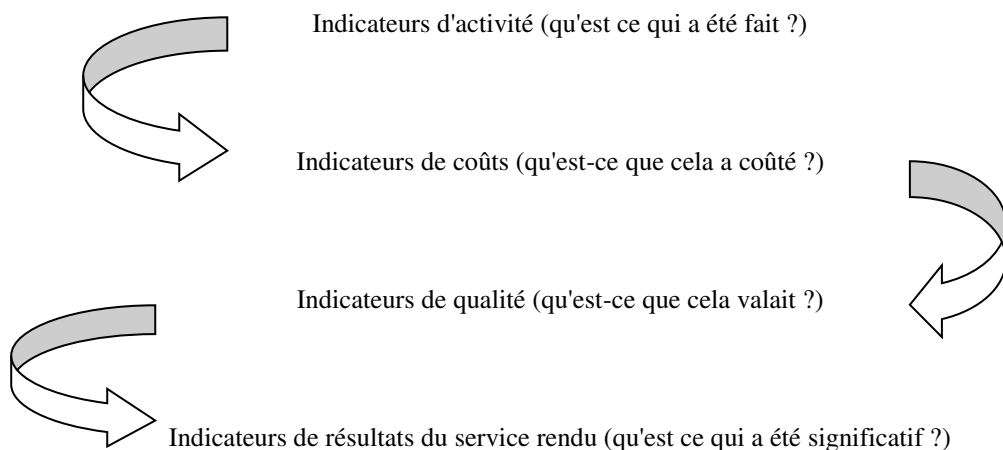 Indicateurs d'activité (qu'est ce qui a été fait ?)
Indicateurs de coûts (qu'est-ce que cela a coûté ?)
Indicateurs de qualité (qu'est-ce que cela valait ?)
Indicateurs de résultats du service rendu (qu'est ce qui a été significatif ?)